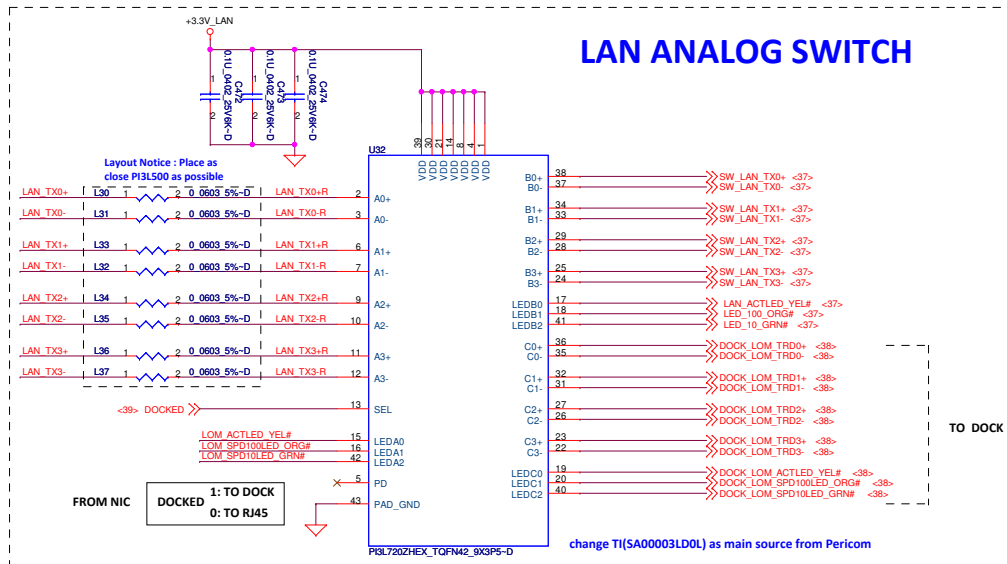 LAN ANALOG SWITCH
+3.3V_LAN
1 2 0.1U_0402_25V6K~D C472
1 2 0.1U_0402_25V6K~D C473
1 2 0.1U_0402_25V6K~D C474
Layout Notice : Place as
close PI3L500 as possible
U32
39 30 21 14 8 4 1
VDD VDD VDD VDD VDD VDD VDD
LAN_TX0+ L30 1 2 0_0603_5%~D LAN_TX0+R 2 A0+
LAN_TX0- L31 1 2 0_0603_5%~D LAN_TX0-R 3 A0-
LAN_TX1+ L33 1 2 0_0603_5%~D LAN_TX1+R 6 A1+
LAN_TX1- L32 1 2 0_0603_5%~D LAN_TX1-R 7 A1-
LAN_TX2+ L34 1 2 0_0603_5%~D LAN_TX2+R 9 A2+
LAN_TX2- L35 1 2 0_0603_5%~D LAN_TX2-R 10 A2-
LAN_TX3+ L36 1 2 0_0603_5%~D LAN_TX3+R 11 A3+
LAN_TX3- L37 1 2 0_0603_5%~D LAN_TX3-R 12 A3-
<39> DOCKED 13 SEL
LOM_ACTLED_YEL# 15 LEDA0
LOM_SPD100LED_ORG# 16 LEDA1
LOM_SPD10LED_GRN# 42 LEDA2
5 PD
43 PAD_GND
FROM NIC
DOCKED 1: TO DOCK
0: TO RJ45
B0+ 38 SW_LAN_TX0+ <37>
B0- 37 SW_LAN_TX0- <37>
B1+ 34 SW_LAN_TX1+ <37>
B1- 33 SW_LAN_TX1- <37>
B2+ 29 SW_LAN_TX2+ <37>
B2- 28 SW_LAN_TX2- <37>
B3+ 25 SW_LAN_TX3+ <37>
B3- 24 SW_LAN_TX3- <37>
LEDB0 17 LAN_ACTLED_YEL# <37>
LEDB1 18 LED_100_ORG# <37>
LEDB2 41 LED_10_GRN# <37>
C0+ 36 DOCK_LOM_TRD0+ <38>
C0- 35 DOCK_LOM_TRD0- <38>
C1+ 32 DOCK_LOM_TRD1+ <38>
C1- 31 DOCK_LOM_TRD1- <38>
C2+ 27 DOCK_LOM_TRD2+ <38>
C2- 26 DOCK_LOM_TRD2- <38>
C3+ 23 DOCK_LOM_TRD3+ <38>
C3- 22 DOCK_LOM_TRD3- <38>
LEDC0 19 DOCK_LOM_ACTLED_YEL# <38>
LEDC1 20 DOCK_LOM_SPD100LED_ORG# <38>
LEDC2 40 DOCK_LOM_SPD10LED_GRN# <38>
TO DOCK
PI3L720ZHEX_TQFN42_9X3P5~D
change TI(SA00003LD0L) as main source from Pericom